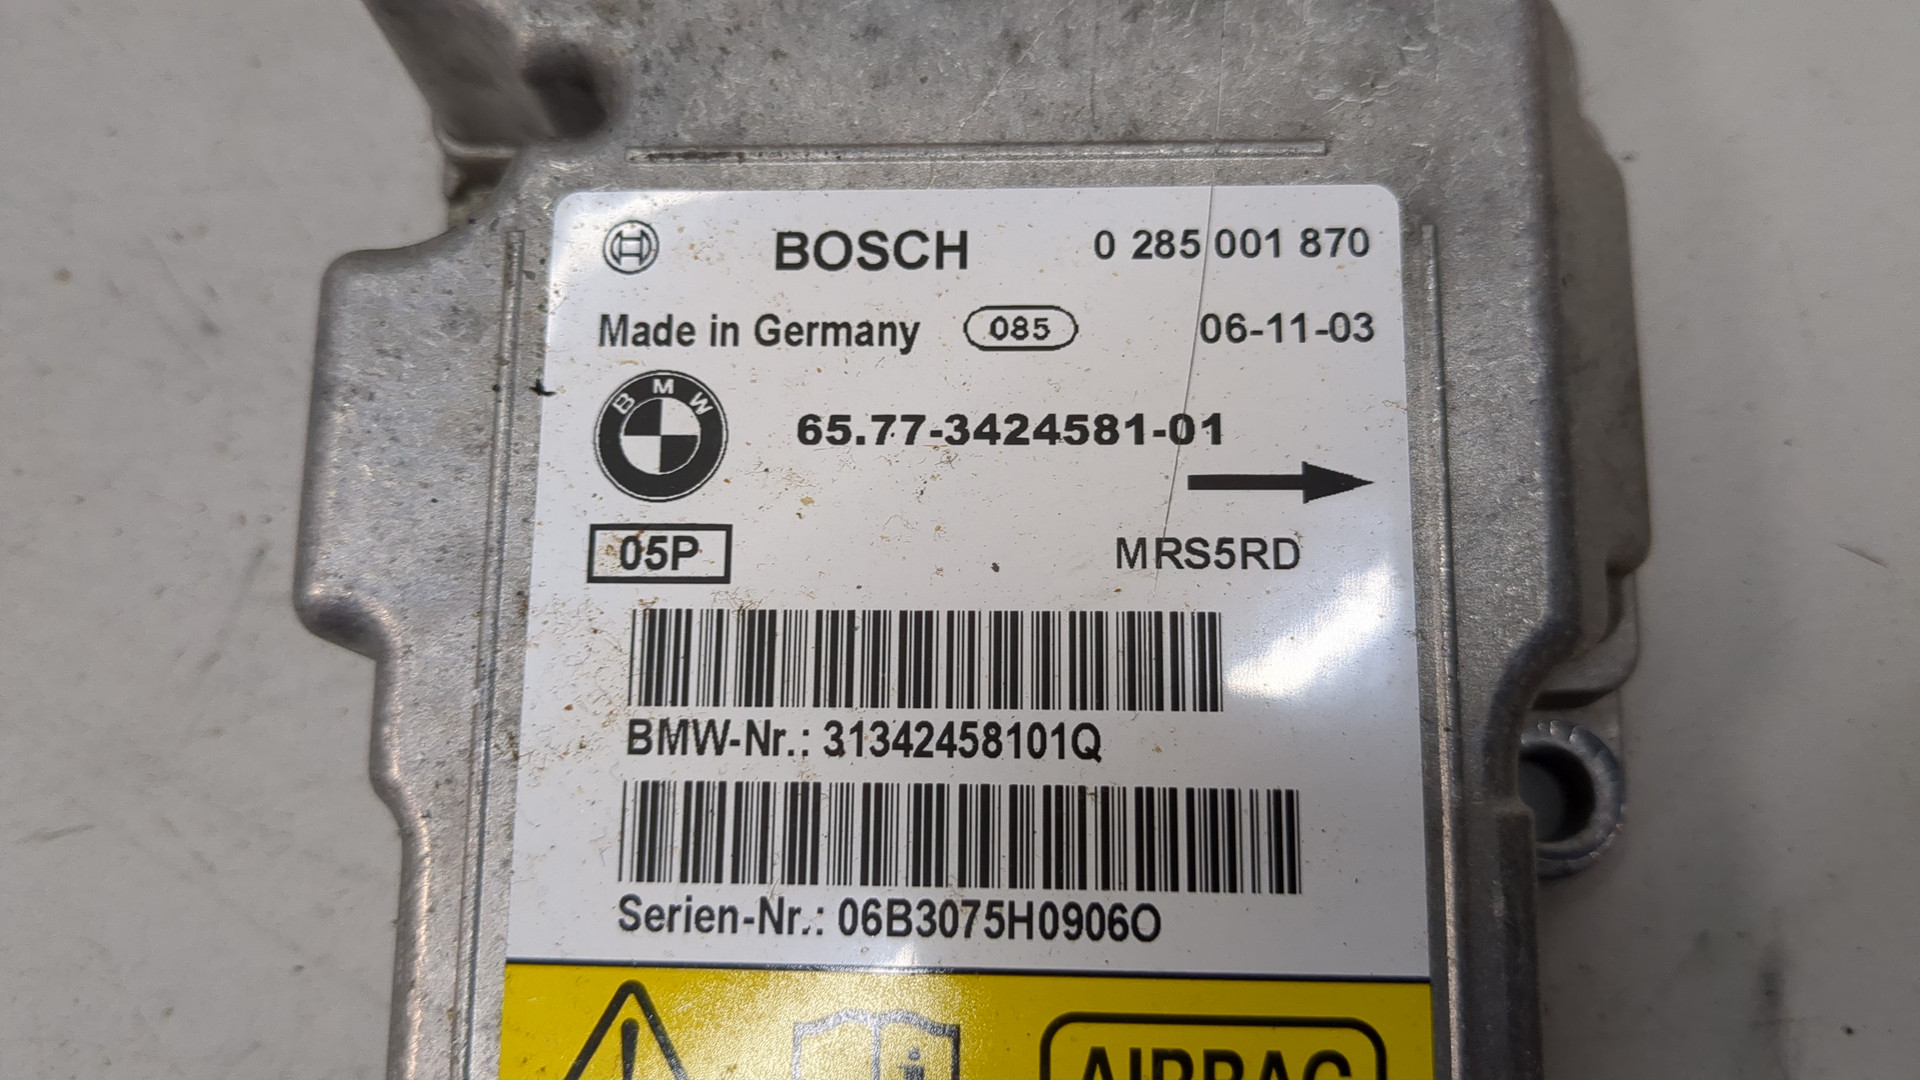 BOSCH 0 285 001 870
Made in Germany 085 06-11-03
BMW 65.77-3424581-01
05P MRS5RD
BMW-Nr.: 31342458101Q
Serien-Nr.: 06B3075H0906O
AIRBAG